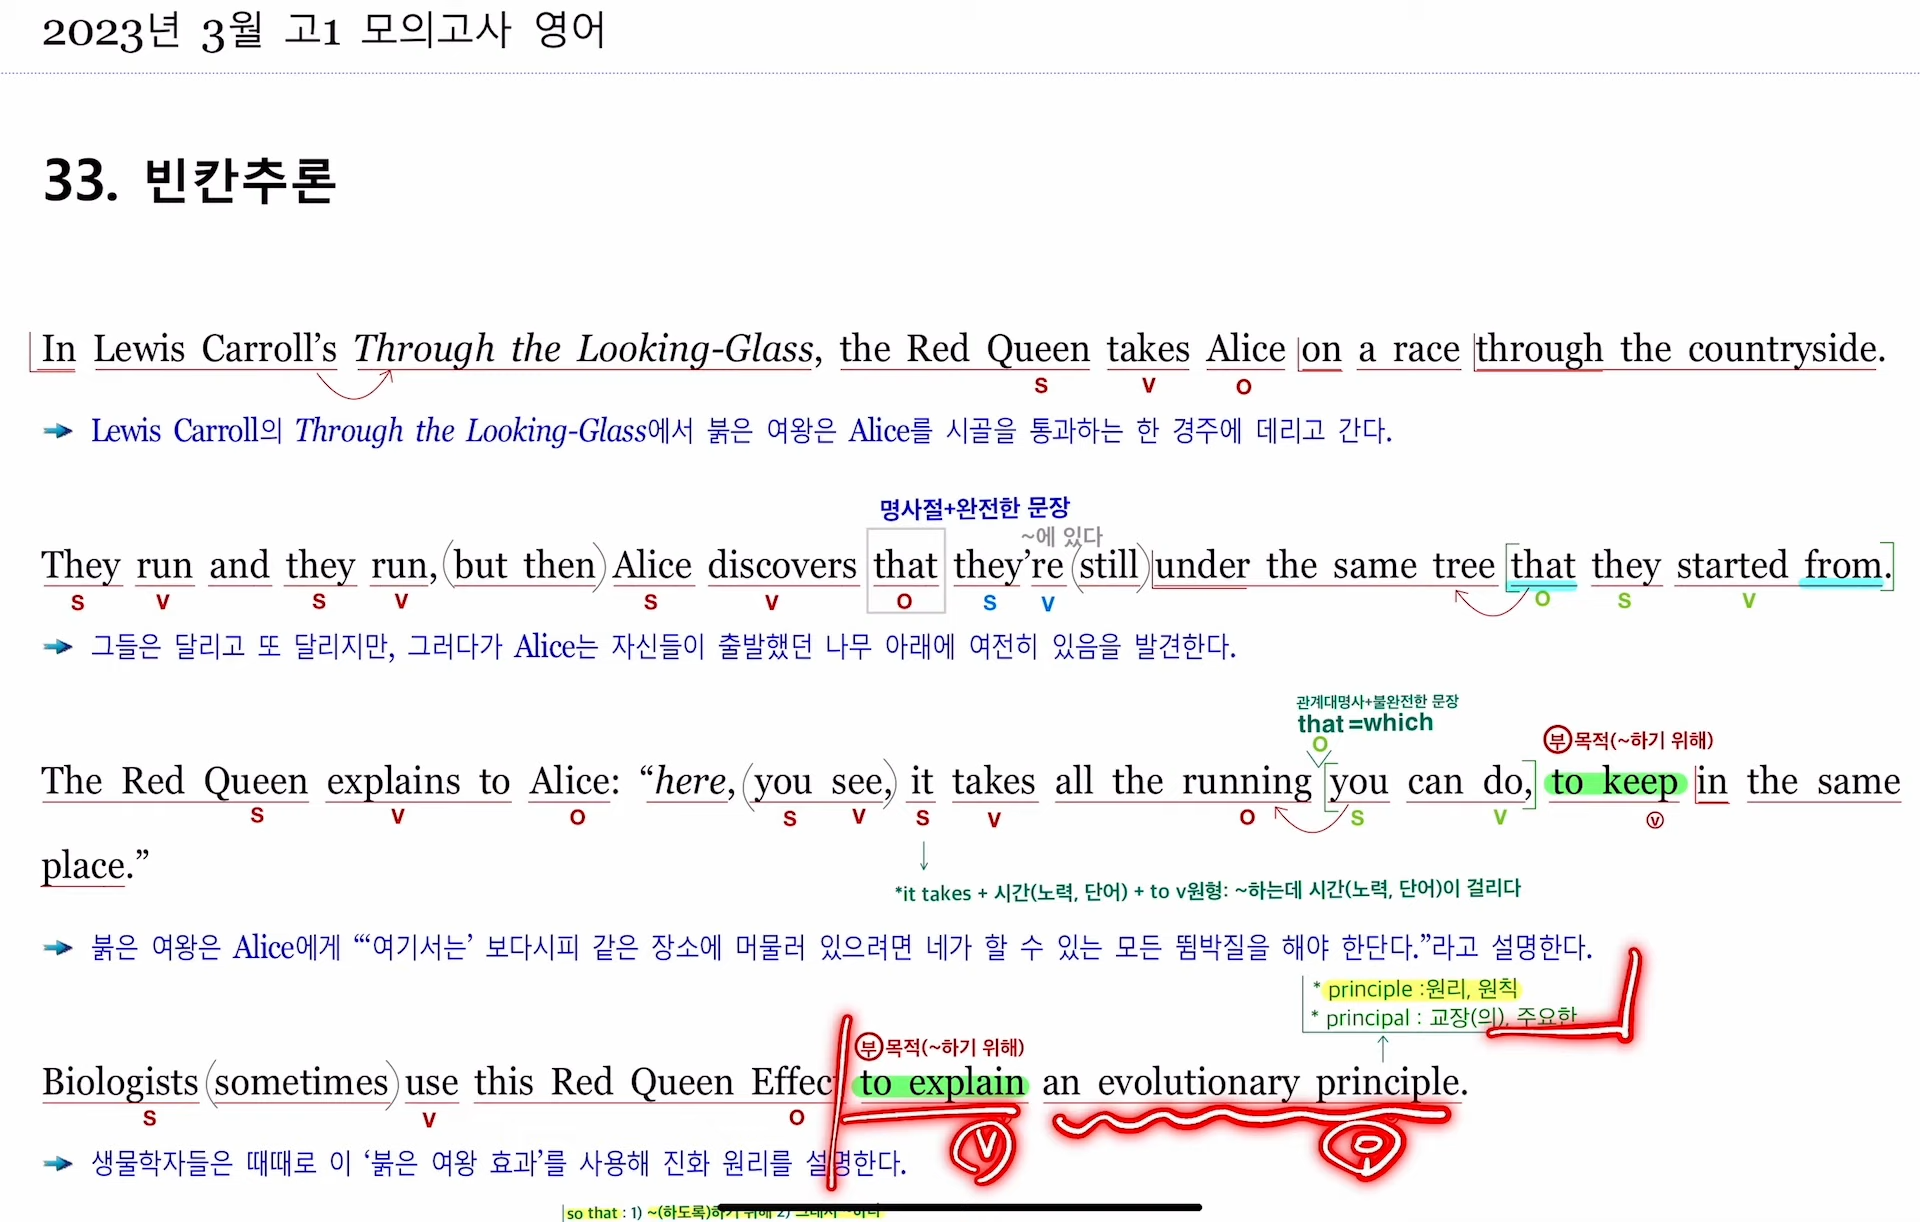 2023년 3월 고1 모의고사 영어
33. 빈칸추론
In Lewis Carroll’s Through the Looking-Glass, the Red Queen takes Alice on a race through the countryside.
S V O
Lewis Carroll의 Through the Looking-Glass에서 붉은 여왕은 Alice를 시골을 통과하는 한 경주에 데리고 간다.
명사절+완전한 문장
~에 있다
They run and they run, (but then) Alice discovers that they’re (still) under the same tree [that they started from.]
S V S V S V O S V O S V
그들은 달리고 또 달리지만, 그러다가 Alice는 자신들이 출발했던 나무 아래에 여전히 있음을 발견한다.
관계대명사+불완전한 문장
that =which
O
부 목적(~하기 위해)
The Red Queen explains to Alice: “here, (you see,) it takes all the running [you can do,] to keep in the same
S V O S V S V O S V V
place.”
*it takes + 시간(노력, 단어) + to v원형: ~하는데 시간(노력, 단어)이 걸리다
붉은 여왕은 Alice에게 “‘여기서는’ 보다시피 같은 장소에 머물러 있으려면 네가 할 수 있는 모든 뜀박질을 해야 한단다.”라고 설명한다.
* principle :원리, 원칙
* principal : 교장(의), 주요한
부 목적(~하기 위해)
Biologists (sometimes) use this Red Queen Effect to explain an evolutionary principle.
S V O V O
생물학자들은 때때로 이 ‘붉은 여왕 효과’를 사용해 진화 원리를 설명한다.
so that : 1) ~(하도록)하기 위해 2)